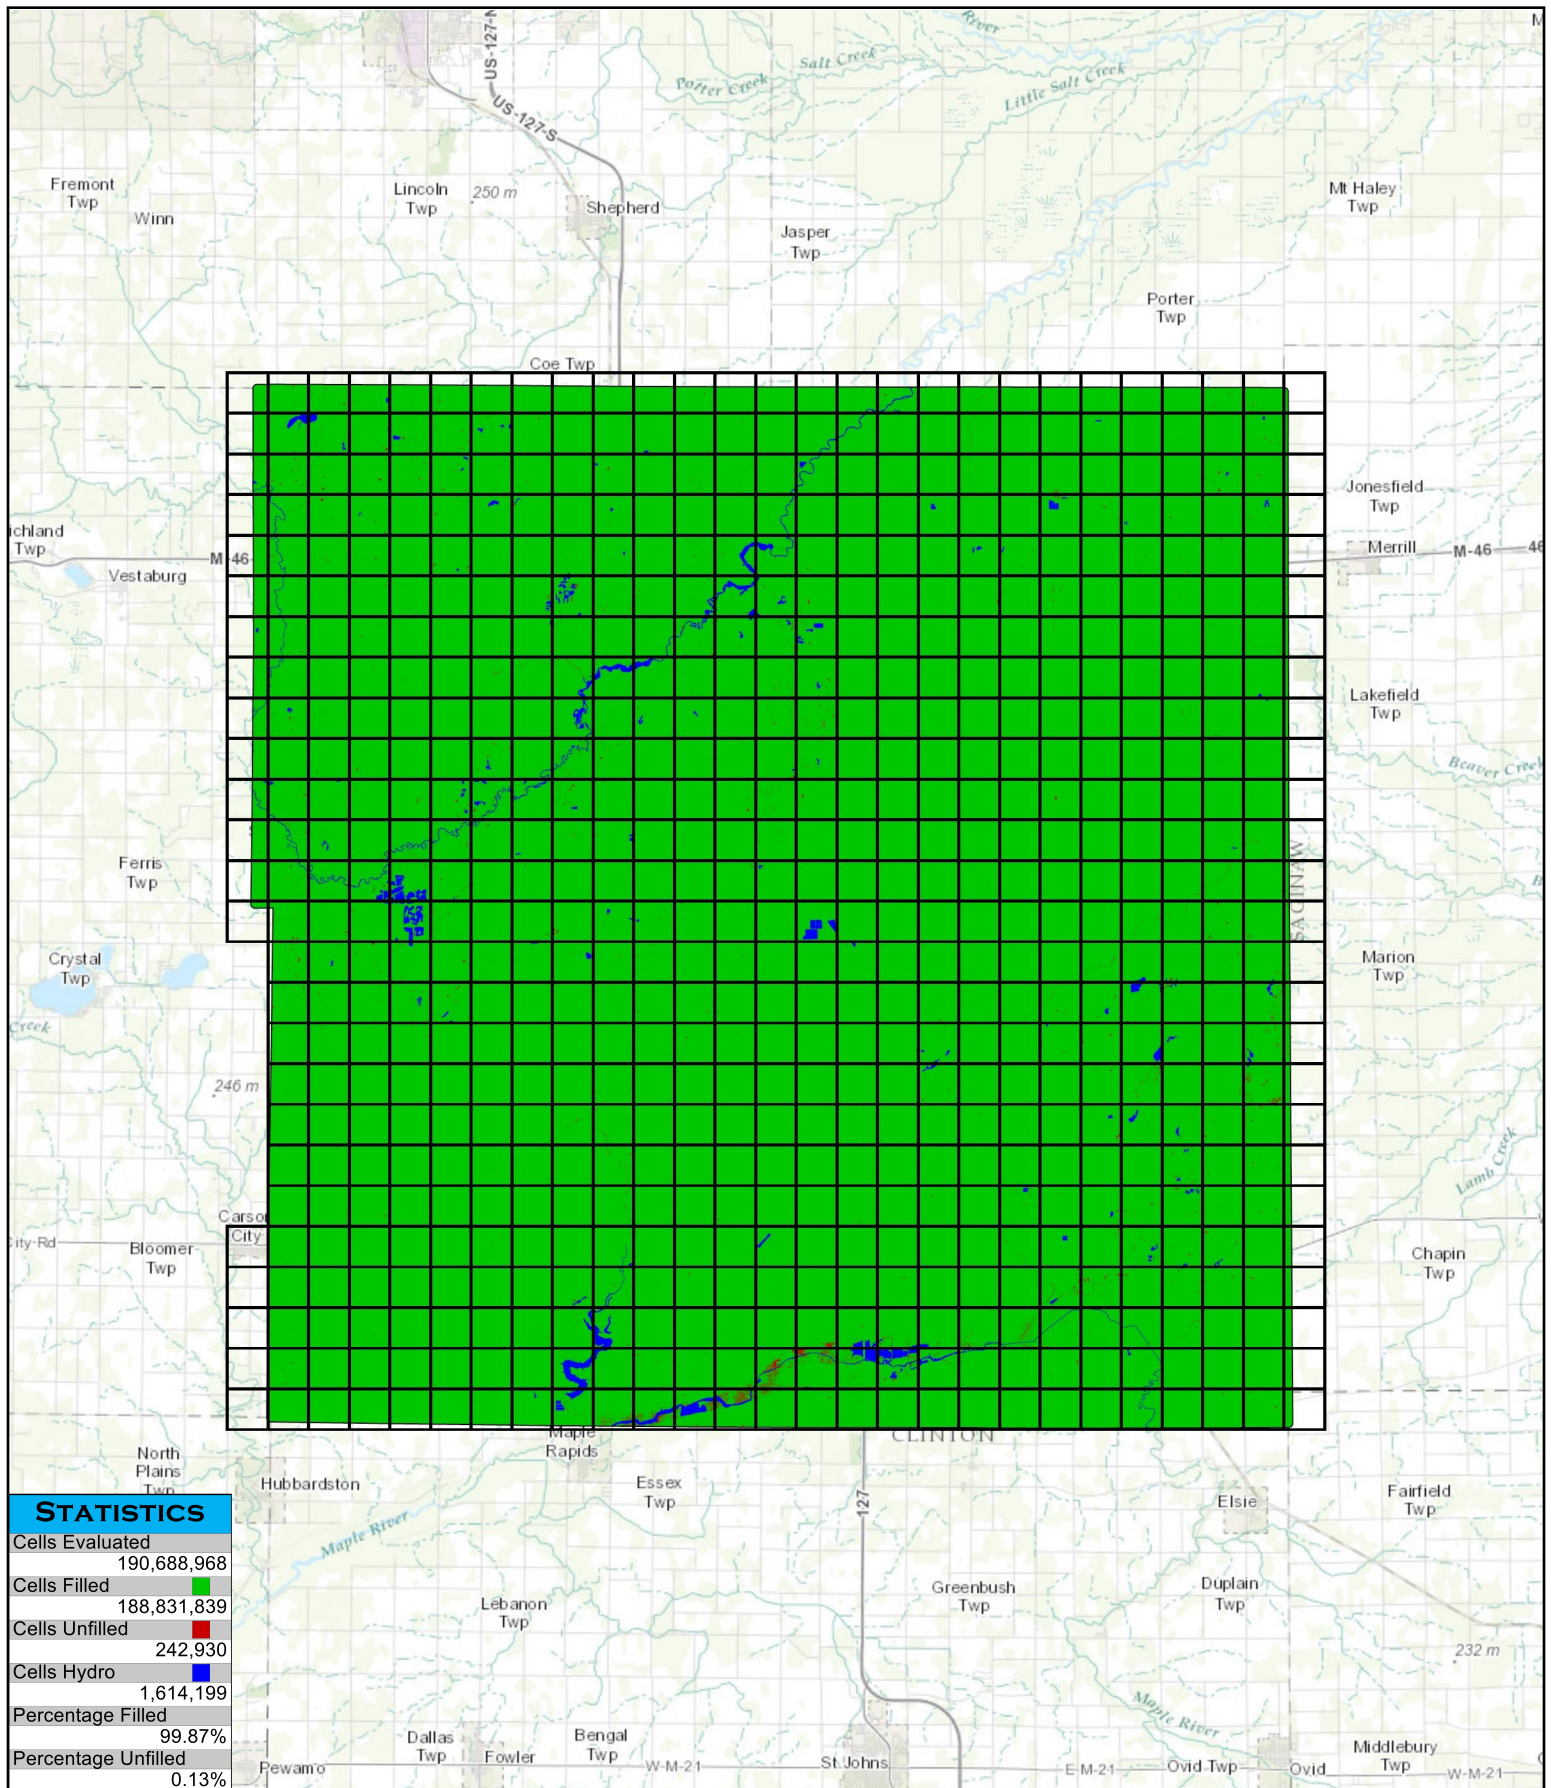 River
M
US-127-N
Salt Creek
Potter Creek
Little Salt Creek
US-127-S
Fremont
Twp
Winn
Lincoln
Twp
250 m
Shepherd
Mt Haley
Twp
Jasper
Twp
Porter
Twp
Coe Twp
Jonesfield
Twp
ichland
Twp
M-46
Merrill
M-46
46
Vestaburg
Lakefield
Twp
Beaver Creek
Ferris
Twp
SAGINAW
B
Crystal
Twp
Marion
Twp
Creek
246 m
Lamb Creek
Carson
City
City-Rd
Bloomer
Twp
Chapin
Twp
Maple
Rapids
CLINTON
North
Plains
Twp
Hubbardston
Essex
Twp
127
Elsie
Fairfield
Twp
Maple River
Lebanon
Twp
Greenbush
Twp
Duplain
Twp
232 m
Maple River
Dallas
Twp
Fowler
Bengal
Twp
W-M-21
St Johns
E-M-21
Ovid Twp
Ovid
Middlebury
Twp
W-M-21
Pewamo
STATISTICS
Cells Evaluated
190,688,968
Cells Filled
188,831,839
Cells Unfilled
242,930
Cells Hydro
1,614,199
Percentage Filled
99.87%
Percentage Unfilled
0.13%